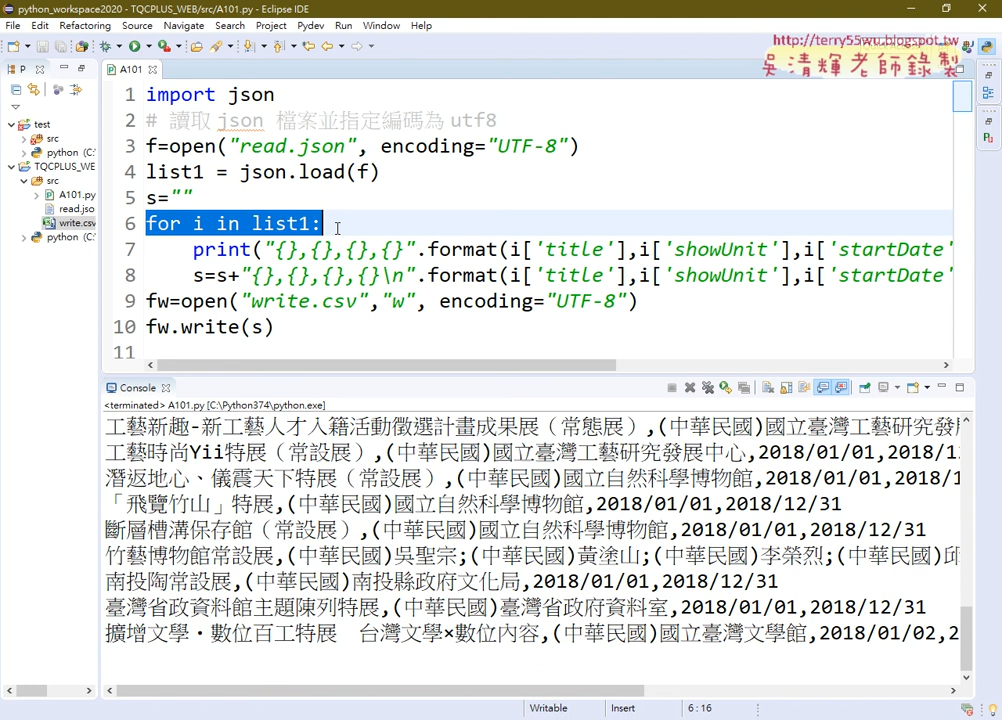 python_workspace2020 - TQCPLUS_WEB/src/A101.py - Eclipse IDE
File Edit Refactoring Source Navigate Search Project Pydev Run Window Help
http://terry55wu.blogspot.tw
吳清輝老師錄製
P
A101
test
src
python (C:
TQCPLUS_WE
src
A101.py
read.jso
write.csv
python (C:
1 import json
2 # 讀取 json 檔案並指定編碼為 utf8
3 f=open("read.json", encoding="UTF-8")
4 list1 = json.load(f)
5 s=""
6 for i in list1:
7 print("{},{},{},{}".format(i['title'],i['showUnit'],i['startDate'
8 s=s+"{},{},{},{}\n".format(i['title'],i['showUnit'],i['startDate'
9 fw=open("write.csv","w", encoding="UTF-8")
10 fw.write(s)
11
Console
<terminated> A101.py [C:\Python374\python.exe]
工藝新趣-新工藝人才入籍活動徵選計畫成果展（常態展）,(中華民國)國立臺灣工藝研究發展
工藝時尚Yii特展（常設展）,(中華民國)國立臺灣工藝研究發展中心,2018/01/01,2018/1
潛返地心、儀震天下特展（常設展）,(中華民國)國立自然科學博物館,2018/01/01,2018/1
「飛覽竹山」特展,(中華民國)國立自然科學博物館,2018/01/01,2018/12/31
斷層槽溝保存館（常設展）,(中華民國)國立自然科學博物館,2018/01/01,2018/12/31
竹藝博物館常設展,(中華民國)吳聖宗;(中華民國)黃塗山;(中華民國)李榮烈;(中華民國)邱
南投陶常設展,(中華民國)南投縣政府文化局,2018/01/01,2018/12/31
臺灣省政資料館主題陳列特展,(中華民國)臺灣省政府資料室,2018/01/01,2018/12/31
擴增文學・數位百工特展　台灣文學×數位內容,(中華民國)國立臺灣文學館,2018/01/02,2
Writable Insert 6 : 16